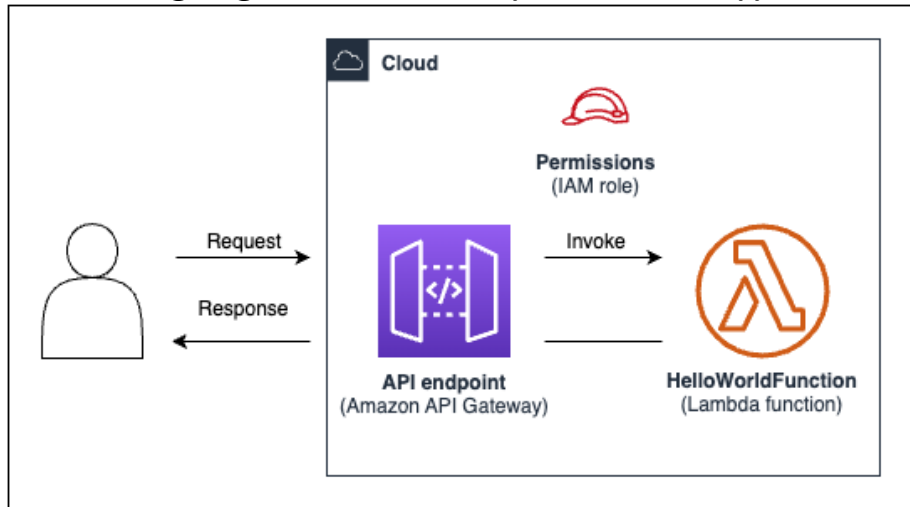 Cloud
Permissions
(IAM role)
Request
Invoke
Response
</>
API endpoint
(Amazon API Gateway)
HelloWorldFunction
(Lambda function)